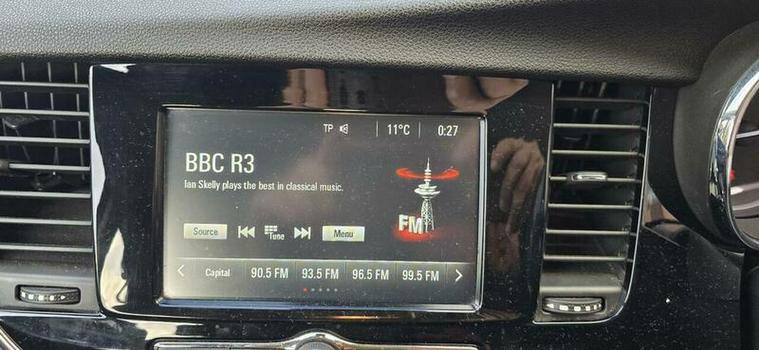 TP 11°C 0:27
BBC R3
Ian Skelly plays the best in classical music.
FM
Source Tune Menu
Capital 90.5 FM 93.5 FM 96.5 FM 99.5 FM